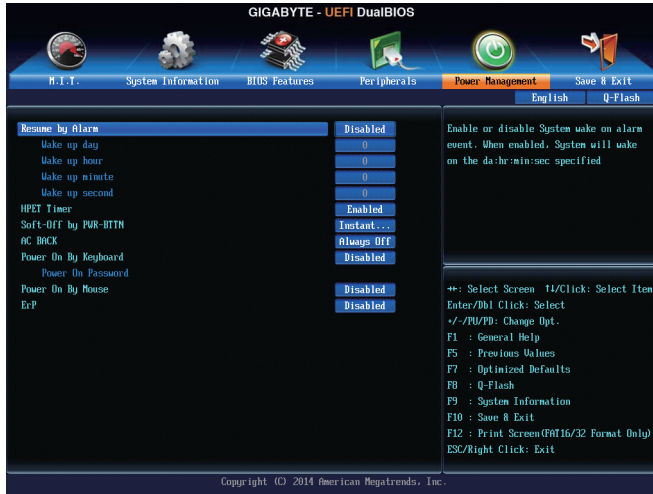 GIGABYTE - UEFI DualBIOS
M.I.T. System Information BIOS Features Peripherals Power Management Save & Exit
English Q-Flash
Resume by Alarm Disabled
Wake up day 0
Wake up hour 0
Wake up minute 0
Wake up second 0
HPET Timer Enabled
Soft-Off by PWR-BTTN Instant...
AC BACK Always Off
Power On By Keyboard Disabled
Power On Password
Power On By Mouse Disabled
ErP Disabled
Enable or disable System wake on alarm
event. When enabled, System will wake
on the da:hr:min:sec specified
→←: Select Screen ↑↓/Click: Select Item
Enter/Dbl Click: Select
+/-/PU/PD: Change Opt.
F1 : General Help
F5 : Previous Values
F7 : Optimized Defaults
F8 : Q-Flash
F9 : System Information
F10 : Save & Exit
F12 : Print Screen(FAT16/32 Format Only)
ESC/Right Click: Exit
Copyright (C) 2014 American Megatrends, Inc.